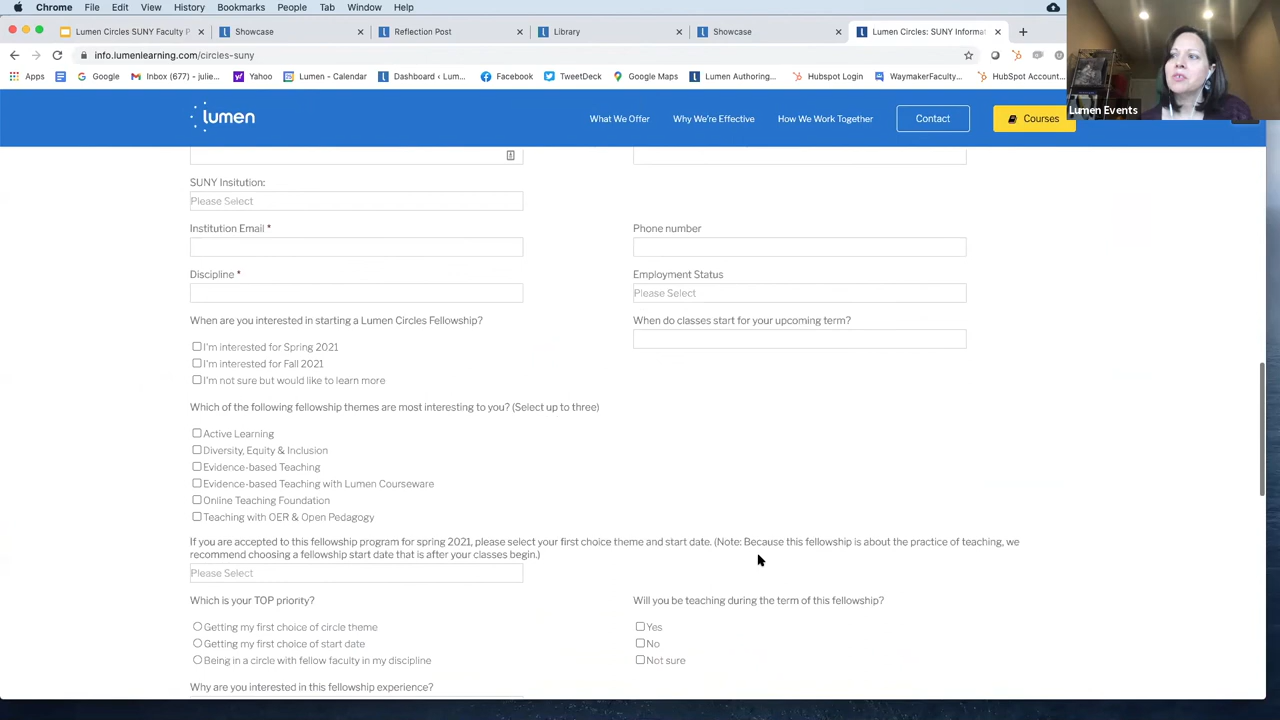 Chrome File Edit View History Bookmarks People Tab Window Help
Lumen Circles SUNY Faculty P Showcase Reflection Post Library Showcase Lumen Circles: SUNY Informa
info.lumenlearning.com/circles-suny
Apps Google Inbox (677) - julie... Yahoo Lumen - Calendar Dashboard ‹ Lum... Facebook TweetDeck Google Maps Lumen Authoring... Hubspot Login WaymakerFaculty... HubSpot Account...
Lumen Events
lumen What We Offer Why We're Effective How We Work Together Contact Courses
SUNY Insitution:
Please Select
Institution Email * Phone number
Discipline * Employment Status
Please Select
When are you interested in starting a Lumen Circles Fellowship? When do classes start for your upcoming term?
I'm interested for Spring 2021
I'm interested for Fall 2021
I'm not sure but would like to learn more
Which of the following fellowship themes are most interesting to you? (Select up to three)
Active Learning
Diversity, Equity & Inclusion
Evidence-based Teaching
Evidence-based Teaching with Lumen Courseware
Online Teaching Foundation
Teaching with OER & Open Pedagogy
If you are accepted to this fellowship program for spring 2021, please select your first choice theme and start date. (Note: Because this fellowship is about the practice of teaching, we
recommend choosing a fellowship start date that is after your classes begin.)
Please Select
Which is your TOP priority? Will you be teaching during the term of this fellowship?
Getting my first choice of circle theme Yes
Getting my first choice of start date No
Being in a circle with fellow faculty in my discipline Not sure
Why are you interested in this fellowship experience?